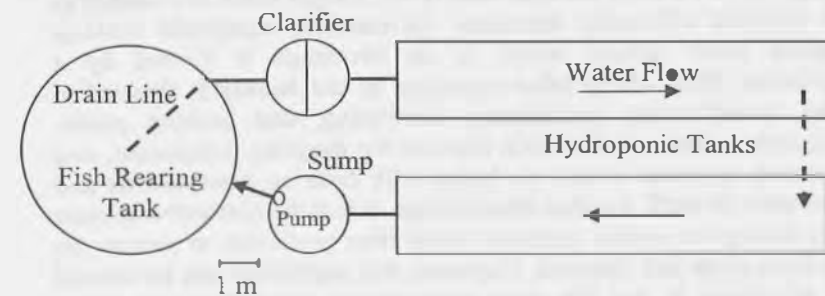 Clarifier
Drain Line
Water Flow
Sump
Hydroponic Tanks
Fish Rearing
Tank
Pump
1 m